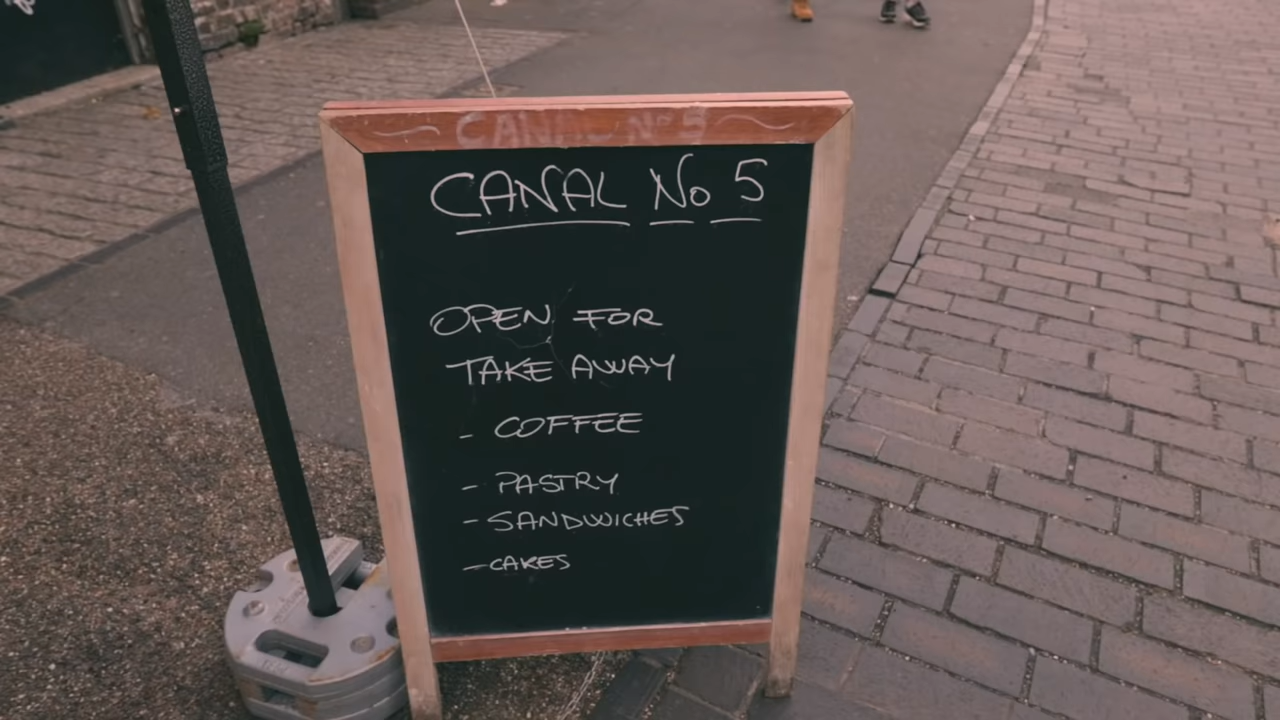 CANAL No 5
CANAL No 5
OPEN FOR
TAKE AWAY
- COFFEE
- PASTRY
- SANDWICHES
- CAKES